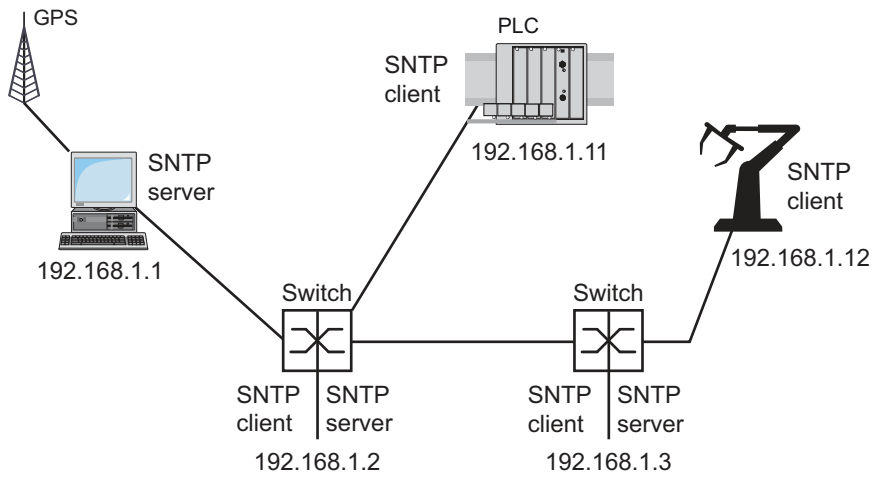 GPS
PLC
SNTP
client
192.168.1.11
SNTP
server
192.168.1.1
SNTP
client
192.168.1.12
Switch
SNTP
client
SNTP
server
192.168.1.2
Switch
SNTP
client
SNTP
server
192.168.1.3